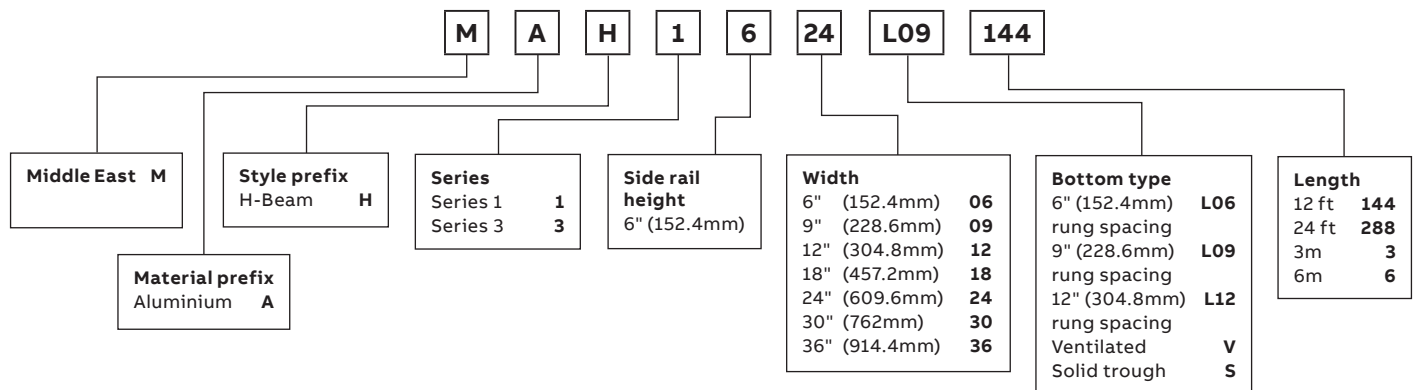 M A H 1 6 24 L09 144
Middle East M
Material prefix
Aluminium A
Style prefix
H-Beam H
Series
Series 1 1
Series 3 3
Side rail
height
6" (152.4mm)
Width
6" (152.4mm) 06
9" (228.6mm) 09
12" (304.8mm) 12
18" (457.2mm) 18
24" (609.6mm) 24
30" (762mm) 30
36" (914.4mm) 36
Bottom type
6" (152.4mm) L06
rung spacing
9" (228.6mm) L09
rung spacing
12" (304.8mm) L12
rung spacing
Ventilated V
Solid trough S
Length
12 ft 144
24 ft 288
3m 3
6m 6